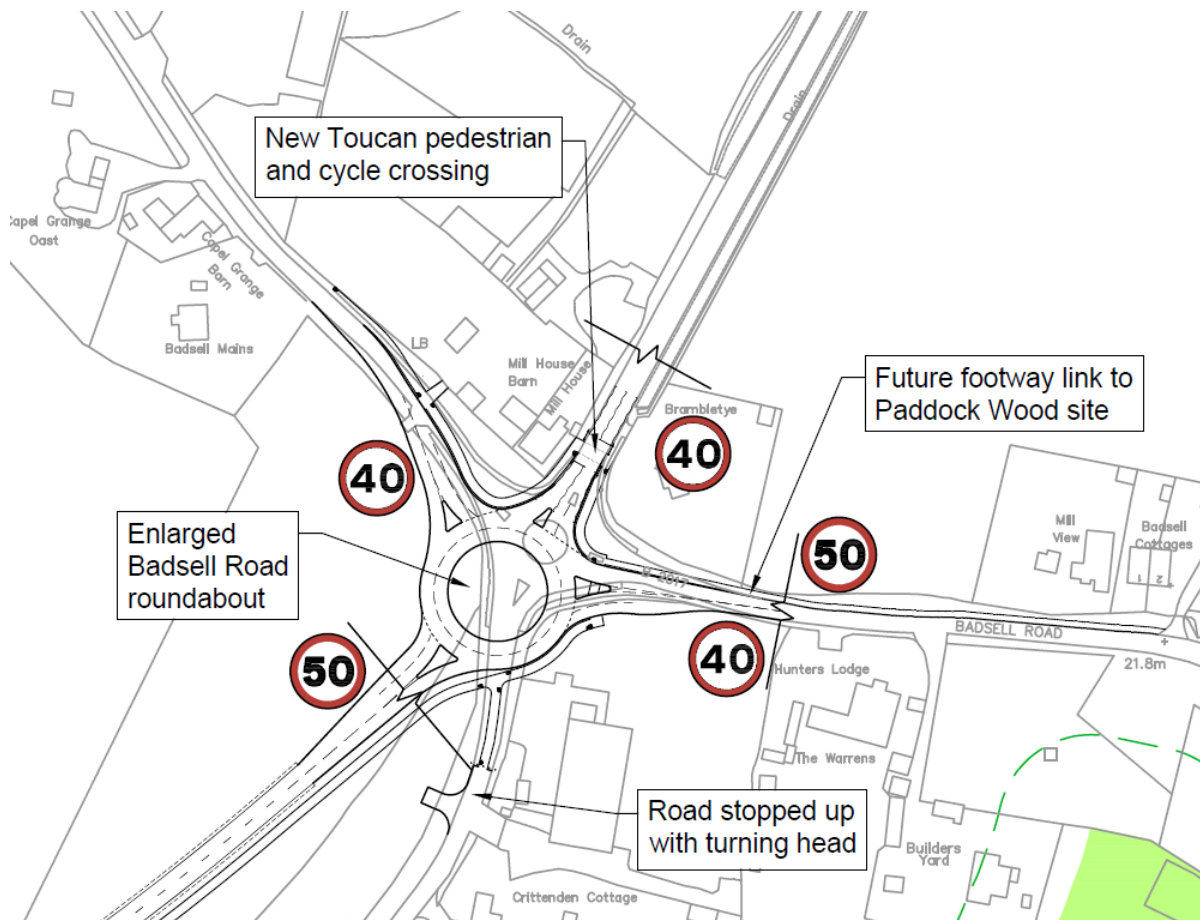 Drain
Drain
New Toucan pedestrian
and cycle crossing
Capel Grange
Oast
Capel Grange
Barn
Badsell Mains
LB
Mill House
Barn
Mill House
Brambletye
Future footway link to
Paddock Wood site
40
40
Enlarged
Badsell Road
roundabout
50
Mill
View
Badsell
Cottages
1 2
B 2017
BADSELL ROAD
21.8m
50
40
Hunters Lodge
The Warrens
Road stopped up
with turning head
Builders
Yard
Crittenden Cottage